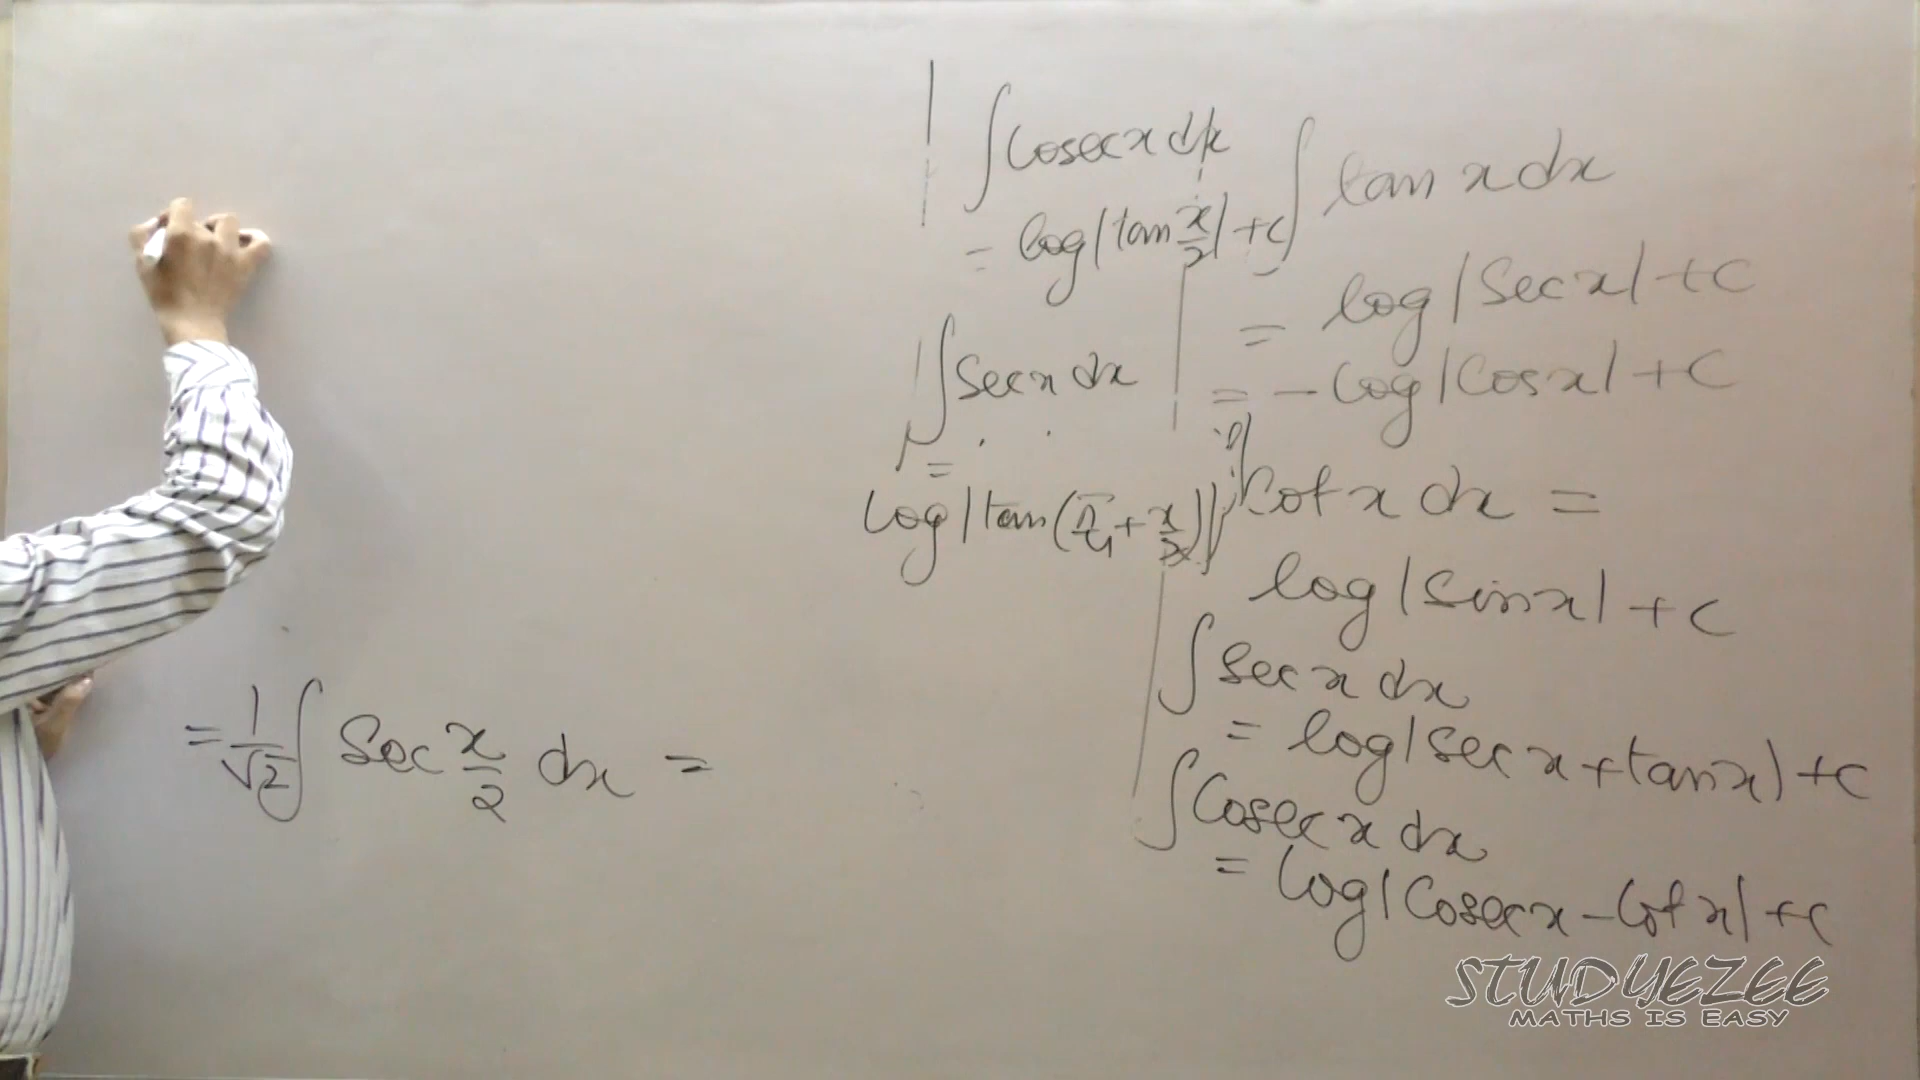 ∫ Cosec x dx
= log|tan x/2| + c
∫ Sec x dx
=
log|tan(π/4 + x/2)|
∫ tan x dx
= log|Sec x| + c
= - log|Cos x| + c
∫ Cot x dx =
log|Sin x| + c
∫ Sec x dx
= log|Sec x + tan x) + c
∫ Cosec x dx
= log|Cosec x - Cot x| + c
= 1/√2 ∫ Sec x/2 dx =
STUDYEZEE
MATHS IS EASY